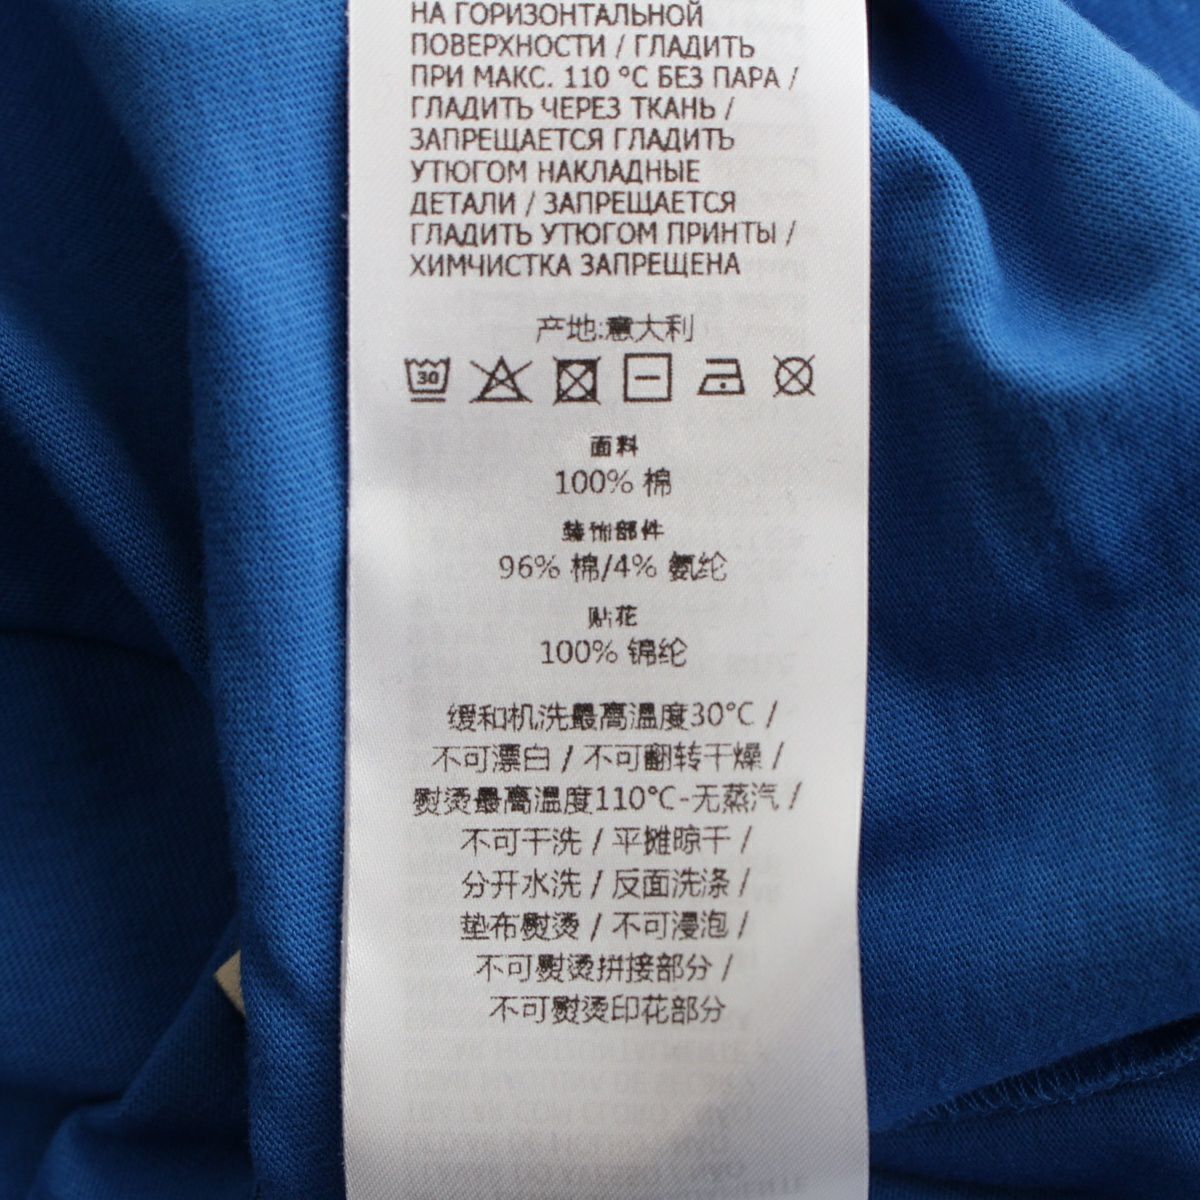 НА ГОРИЗОНТАЛЬНОЙ
ПОВЕРХНОСТИ / ГЛАДИТЬ
ПРИ МАКС. 110 °C БЕЗ ПАРА /
ГЛАДИТЬ ЧЕРЕЗ ТКАНЬ /
ЗАПРЕЩАЕТСЯ ГЛАДИТЬ
УТЮГОМ НАКЛАДНЫЕ
ДЕТАЛИ / ЗАПРЕЩАЕТСЯ
ГЛАДИТЬ УТЮГОМ ПРИНТЫ /
ХИМЧИСТКА ЗАПРЕЩЕНА
产地:意大利
30
面料
100% 棉
装饰部件
96% 棉/4% 氨纶
贴花
100% 锦纶
缓和机洗最高温度30°C /
不可漂白 / 不可翻转干燥 /
熨烫最高温度110°C-无蒸汽 /
不可干洗 / 平摊晾干 /
分开水洗 / 反面洗涤 /
垫布熨烫 / 不可浸泡 /
不可熨烫拼接部分 /
不可熨烫印花部分